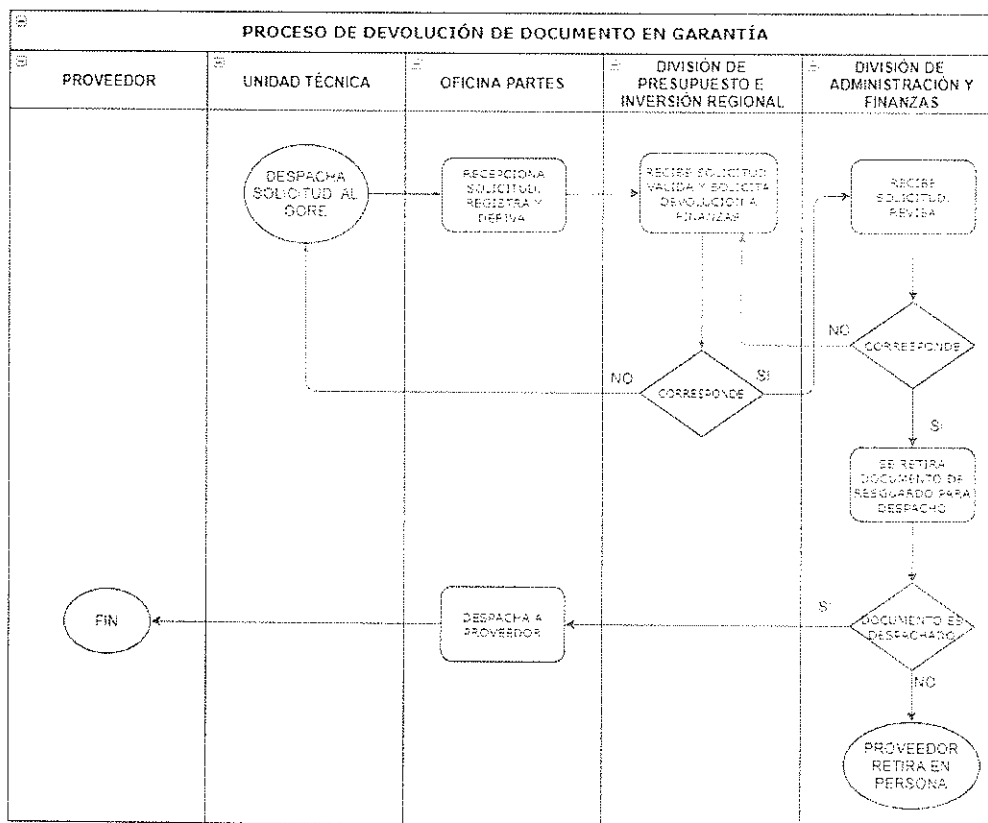 PROCESO DE DEVOLUCIÓN DE DOCUMENTO EN GARANTÍA
PROVEEDOR
UNIDAD TÉCNICA
OFICINA PARTES
DIVISIÓN DE
PRESUPUESTO E
INVERSIÓN REGIONAL
DIVISIÓN DE
ADMINISTRACIÓN Y
FINANZAS
DESPACHA
SOLICITUD AL
GORE
RECEPCIONA
SOLICITUD,
REGISTRA Y
DERIVA
RECIBE SOLICITUD,
VALIDA Y SOLICITA
DEVOLUCION A
FINANZAS
RECIBE
SOLICITUD,
REVISA
NO
CORRESPONDE
SI
NO
CORRESPONDE
SI
SE RETIRA
DOCUMENTO DE
RESGUARDO PARA
DESPACHO
FIN
DESPACHA A
PROVEEDOR
SI
DOCUMENTO ES
DESPACHADO
NO
PROVEEDOR
RETIRA EN
PERSONA